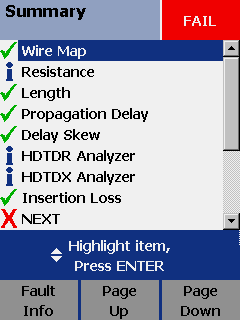 Summary FAIL
Wire Map
Resistance
Length
Propagation Delay
Delay Skew
HDTDR Analyzer
HDTDX Analyzer
Insertion Loss
NEXT
Highlight item,
Press ENTER
Fault Info
Page Up
Page Down